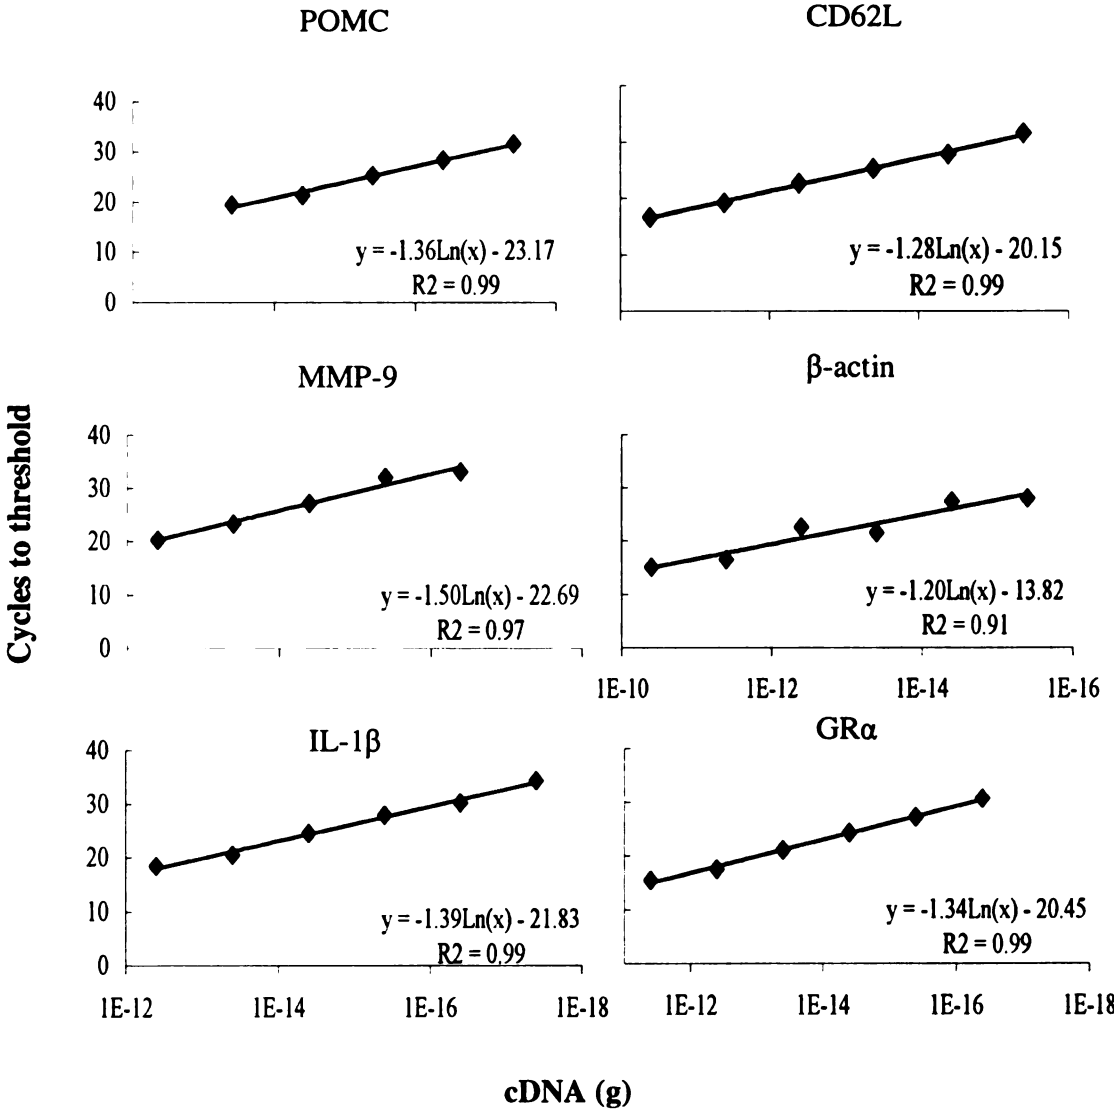 POMC
CD62L
40
30
20
10
0
y = -1.36Ln(x) - 23.17
R2 = 0.99
y = -1.28Ln(x) - 20.15
R2 = 0.99
MMP-9
β-actin
Cycles to threshold
40
30
20
10
0
y = -1.50Ln(x) - 22.69
R2 = 0.97
y = -1.20Ln(x) - 13.82
R2 = 0.91
1E-10 1E-12 1E-14 1E-16
IL-1β
GRα
40
30
20
10
0
y = -1.39Ln(x) - 21.83
R2 = 0.99
y = -1.34Ln(x) - 20.45
R2 = 0.99
1E-12 1E-14 1E-16 1E-18
1E-12 1E-14 1E-16 1E-18
cDNA (g)